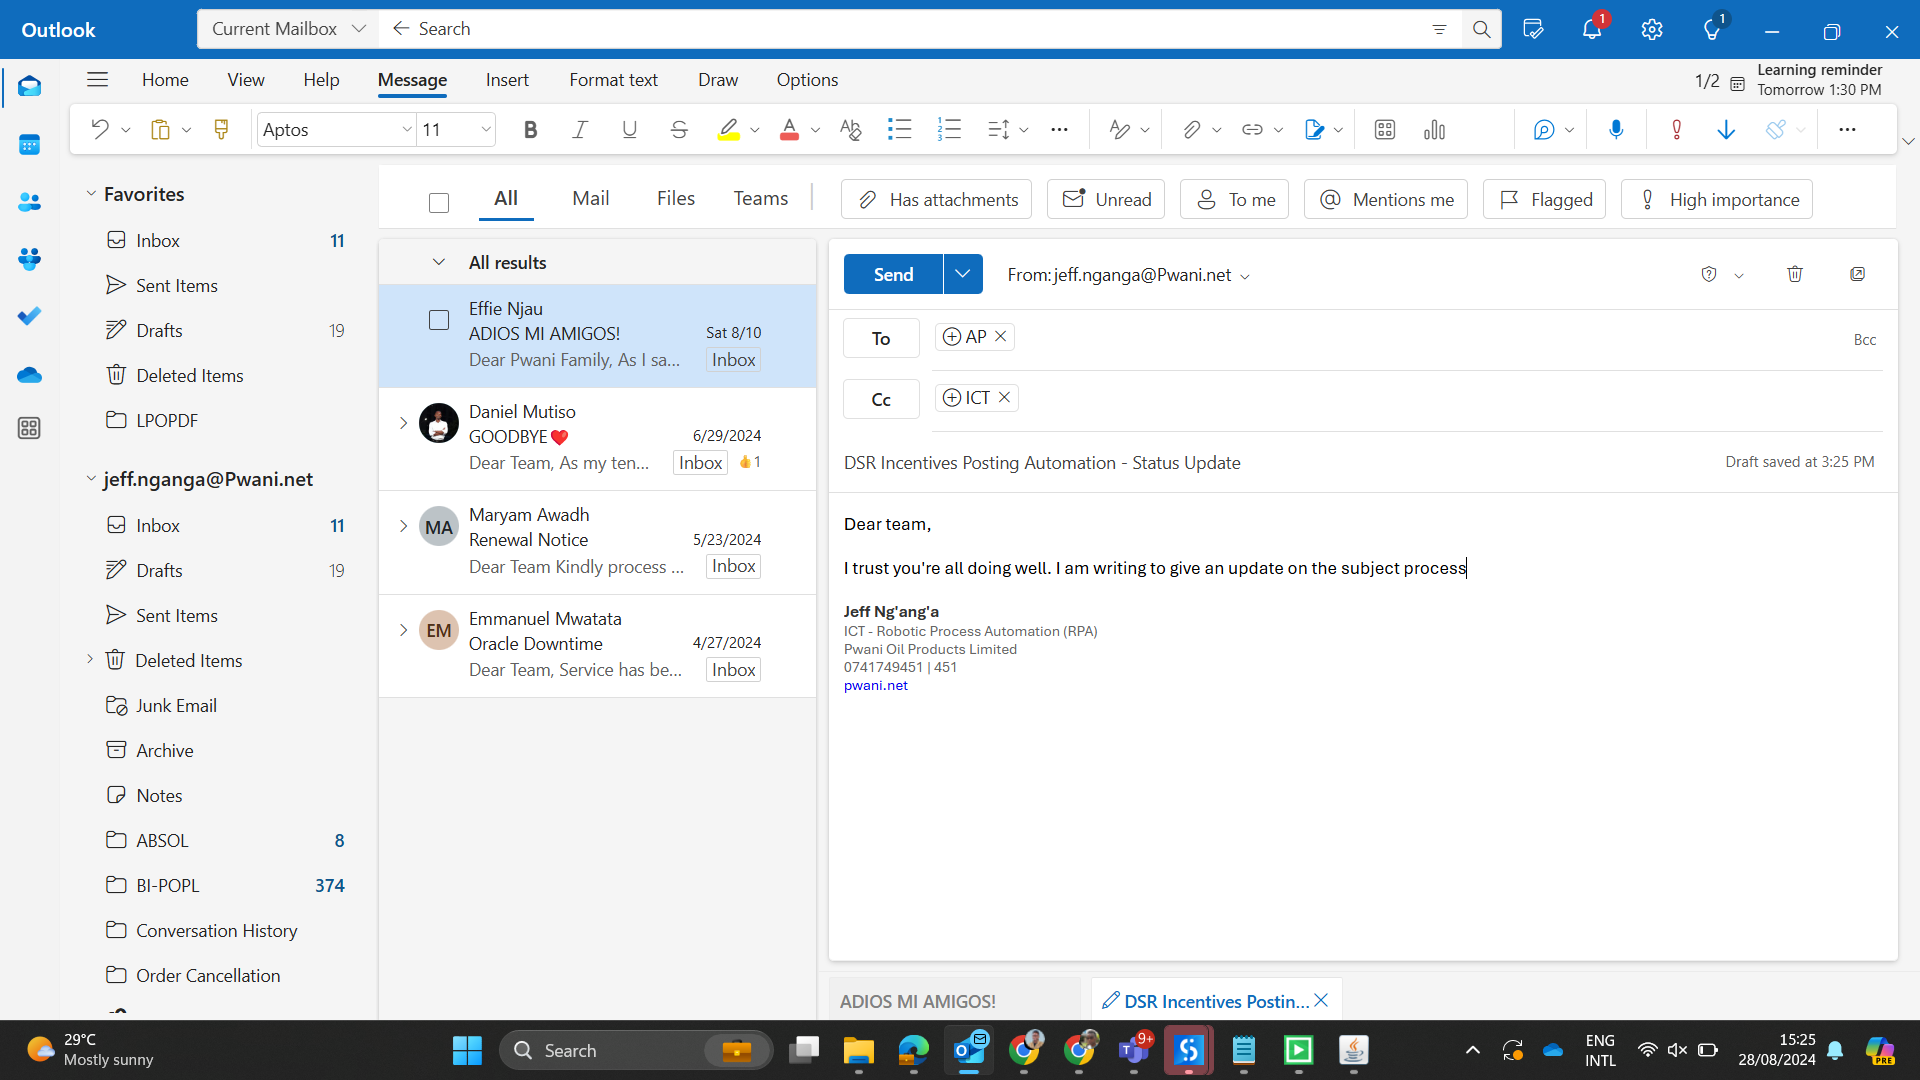 Outlook
Current Mailbox
Search
1
1
Home
View
Help
Message
Insert
Format text
Draw
Options
1/2
Learning reminder
Tomorrow 1:30 PM
Aptos
11
Favorites
Inbox 11
Sent Items
Drafts 19
Deleted Items
LPOPDF
jeff.nganga@Pwani.net
Inbox 11
Drafts 19
Sent Items
Deleted Items
Junk Email
Archive
Notes
ABSOL 8
BI-POPL 374
Conversation History
Order Cancellation
All
Mail
Files
Teams
Has attachments
Unread
To me
Mentions me
Flagged
High importance
All results
Effie Njau
ADIOS MI AMIGOS! Sat 8/10
Dear Pwani Family, As I sa... Inbox
Daniel Mutiso
GOODBYE❤️ 6/29/2024
Dear Team, As my ten... Inbox 👍1
MA
Maryam Awadh
Renewal Notice 5/23/2024
Dear Team Kindly process ... Inbox
EM
Emmanuel Mwatata
Oracle Downtime 4/27/2024
Dear Team, Service has be... Inbox
Send
From: jeff.nganga@Pwani.net
To
AP
Bcc
Cc
ICT
DSR Incentives Posting Automation - Status Update
Draft saved at 3:25 PM
Dear team,
I trust you're all doing well. I am writing to give an update on the subject process
Jeff Ng'ang'a
ICT - Robotic Process Automation (RPA)
Pwani Oil Products Limited
0741749451 | 451
pwani.net
ADIOS MI AMIGOS!
DSR Incentives Postin...
29°C
Mostly sunny
Search
9+
ENG
INTL
15:25
28/08/2024
PRE